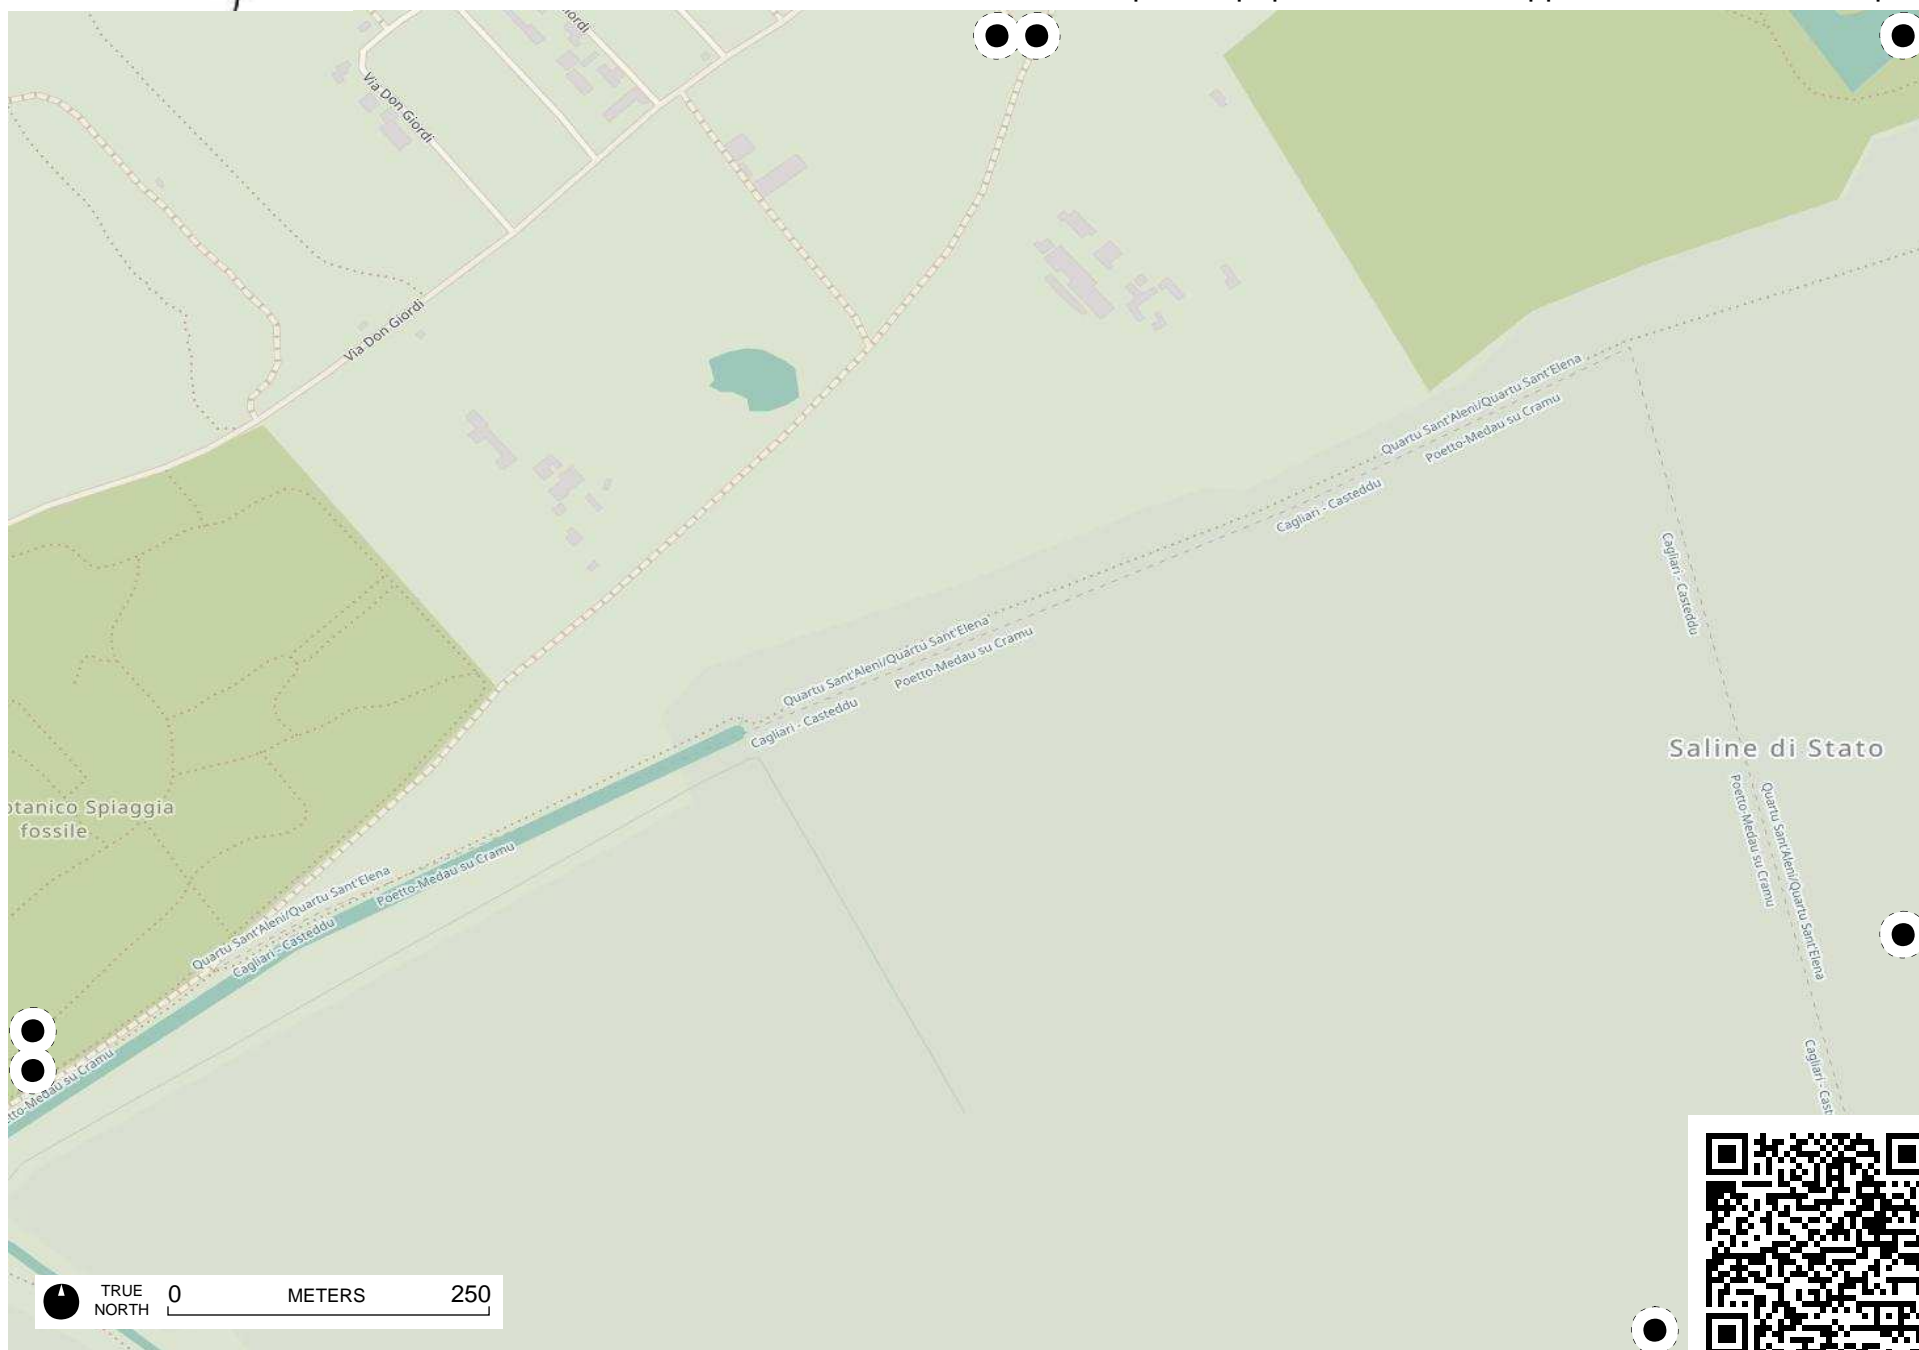 Giordi
Via Don Giordi
Via Don Giordi
Quartu Sant'Aleni/Quartu Sant'Elena
Poetto-Medau su Cramu
Cagliari - Casteddu
Cagliari - Casteddu
Quartu Sant'Aleni/Quartu Sant'Elena
Poetto-Medau su Cramu
Cagliari - Casteddu
Saline di Stato
Poetto-Medau su Cramu
Quartu Sant'Aleni/Quartu Sant'Elena
otanico Spiaggia
fossile
Quartu Sant'Aleni/Quartu Sant'Elena
Poetto-Medau su Cramu
Cagliari - Casteddu
tto-Medau su Cramu
Cagliari - Cast
TRUE
NORTH
0 METERS 250